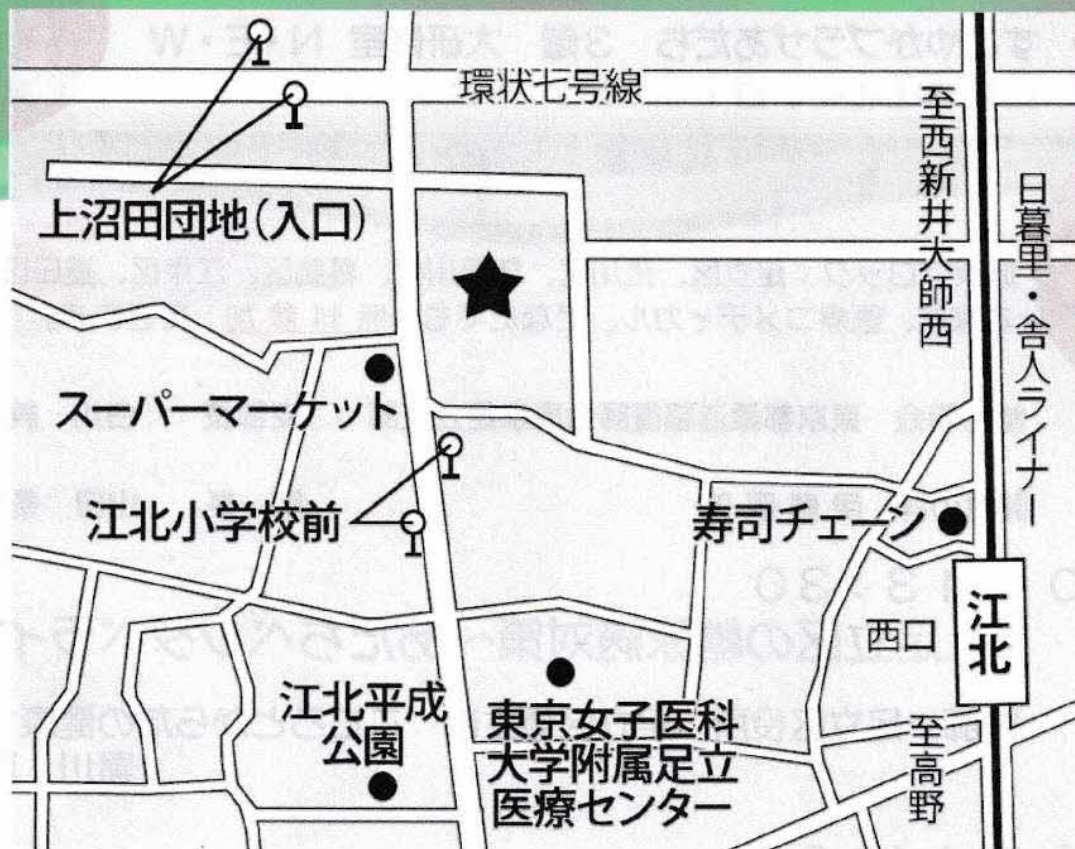 環状七号線
至西新井大師西
日暮里・舎人ライナー
上沼田団地(入口)
スーパーマーケット
江北小学校前
寿司チェーン
江北
西口
江北平成
公園
東京女子医科
大学附属足立
医療センター
至高野